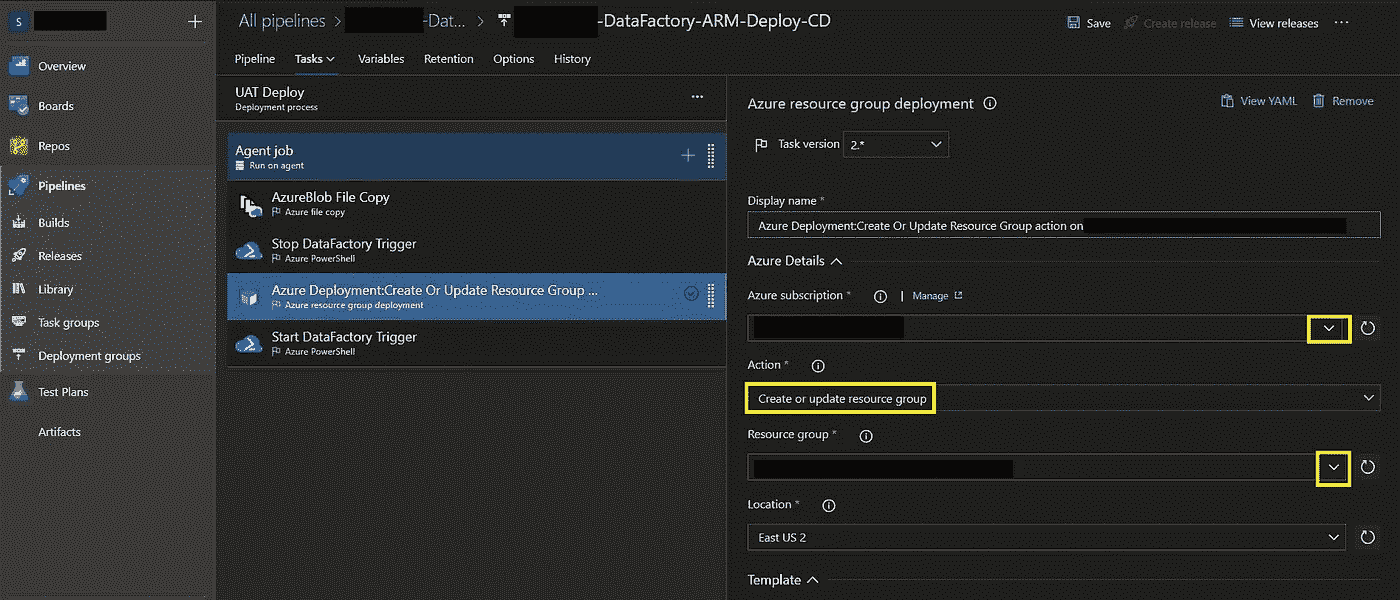 S
+
Overview
Boards
Repos
Pipelines
Builds
Releases
Library
Task groups
Deployment groups
Test Plans
Artifacts
All pipelines > -Dat... > -DataFactory-ARM-Deploy-CD
Save Create release View releases ...
Pipeline Tasks Variables Retention Options History
UAT Deploy ...
Deployment process
Agent job +
Run on agent
AzureBlob File Copy
Azure file copy
Stop DataFactory Trigger
Azure PowerShell
Azure Deployment:Create Or Update Resource Group ...
Azure resource group deployment
Start DataFactory Trigger
Azure PowerShell
Azure resource group deployment
View YAML Remove
Task version 2.*
Display name *
Azure Deployment:Create Or Update Resource Group action on
Azure Details
Azure subscription * | Manage
Action *
Create or update resource group
Resource group *
Location *
East US 2
Template